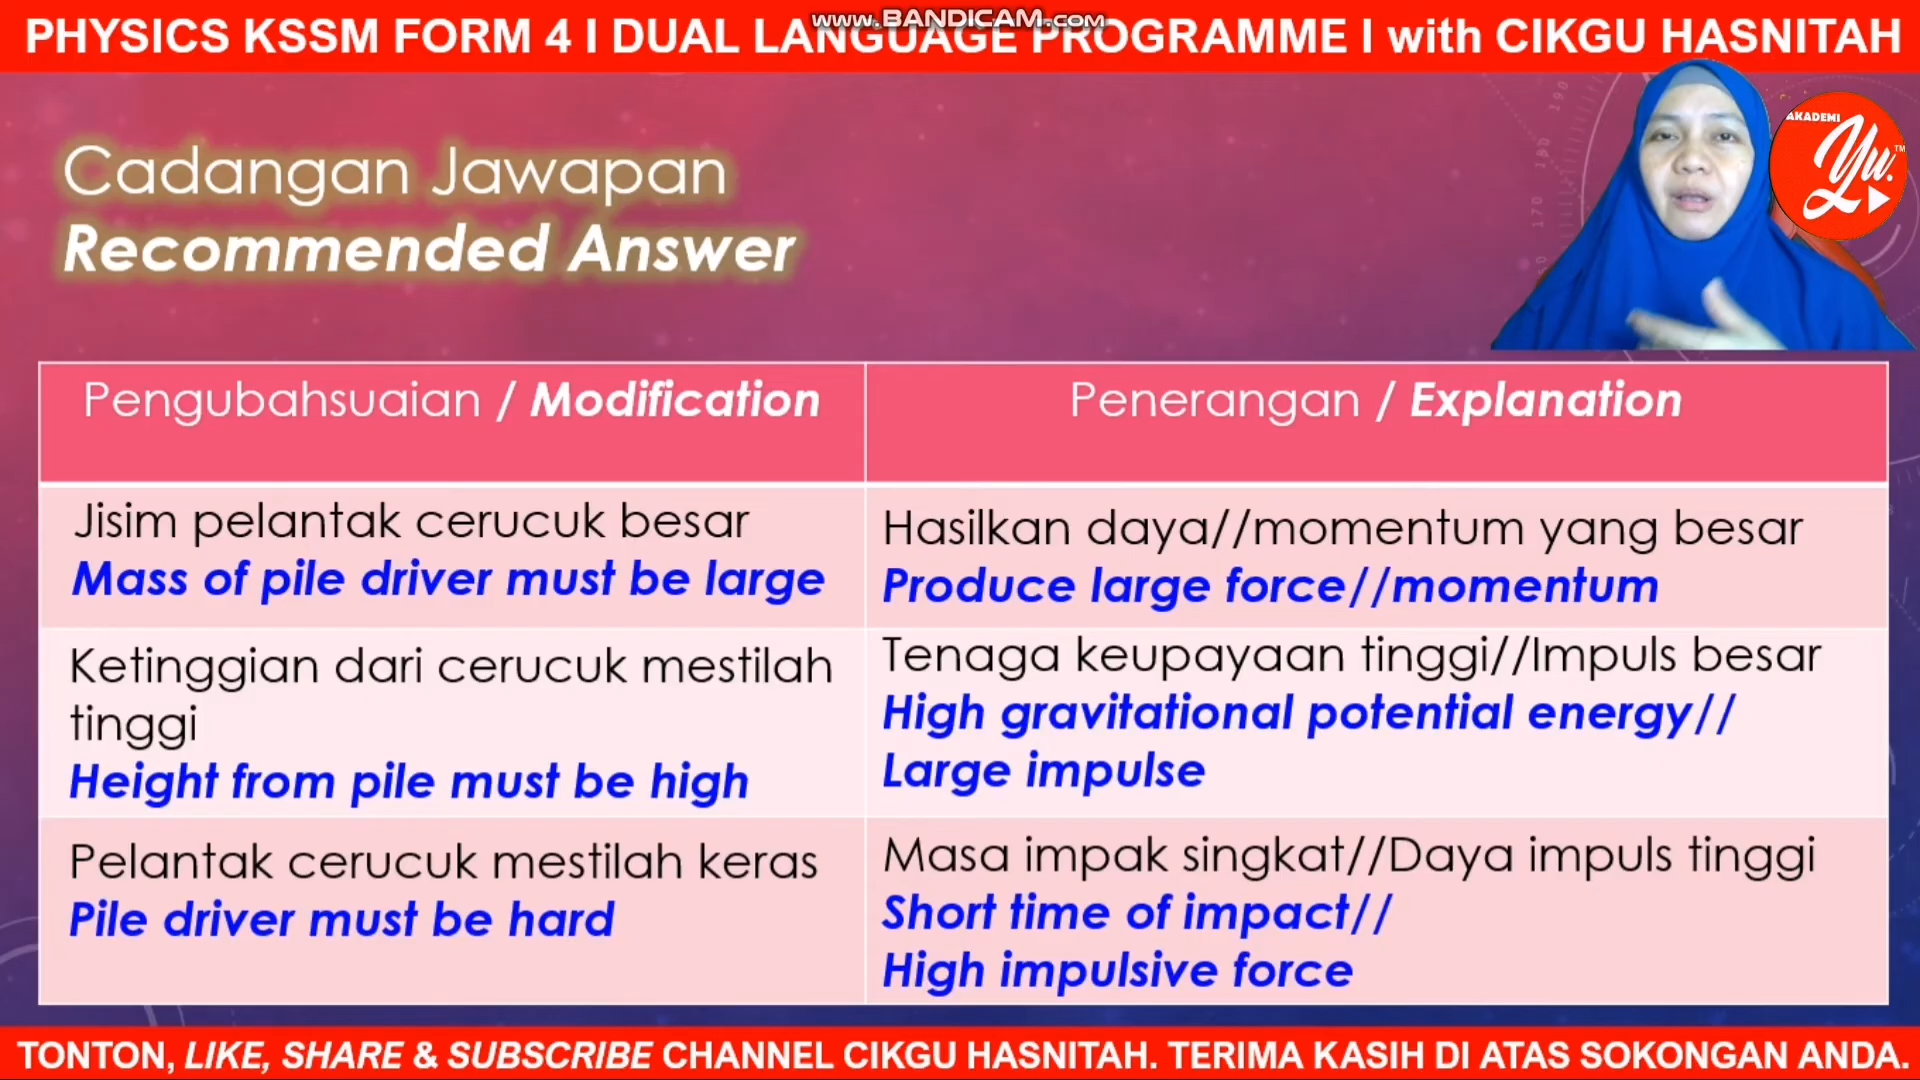 www.BANDICAM.com
PHYSICS KSSM FORM 4 I DUAL LANGUAGE PROGRAMME I with CIKGU HASNITAH
AKADEMI
Yu.
TM
Cadangan Jawapan
Recommended Answer
190
180
170
Pengubahsuaian / Modification
Penerangan / Explanation
Jisim pelantak cerucuk besar
Mass of pile driver must be large
Hasilkan daya//momentum yang besar
Produce large force//momentum
Ketinggian dari cerucuk mestilah
tinggi
Height from pile must be high
Tenaga keupayaan tinggi//Impuls besar
High gravitational potential energy//
Large impulse
Pelantak cerucuk mestilah keras
Pile driver must be hard
Masa impak singkat//Daya impuls tinggi
Short time of impact//
High impulsive force
TONTON, LIKE, SHARE & SUBSCRIBE CHANNEL CIKGU HASNITAH. TERIMA KASIH DI ATAS SOKONGAN ANDA.